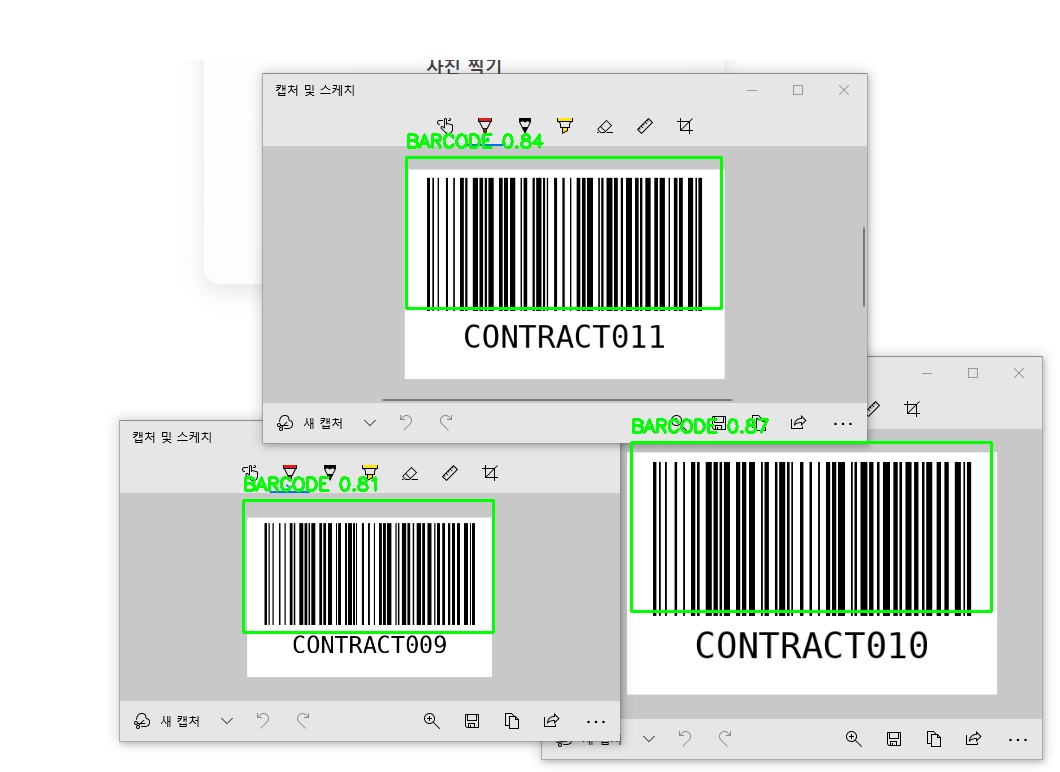 사진 찍기
캡처 및 스케치
BARCODE 0.84
CONTRACT011
새 캡처
BARCODE 0.87
CONTRACT010
새 캡처
캡처 및 스케치
BARCODE 0.81
CONTRACT009
새 캡처